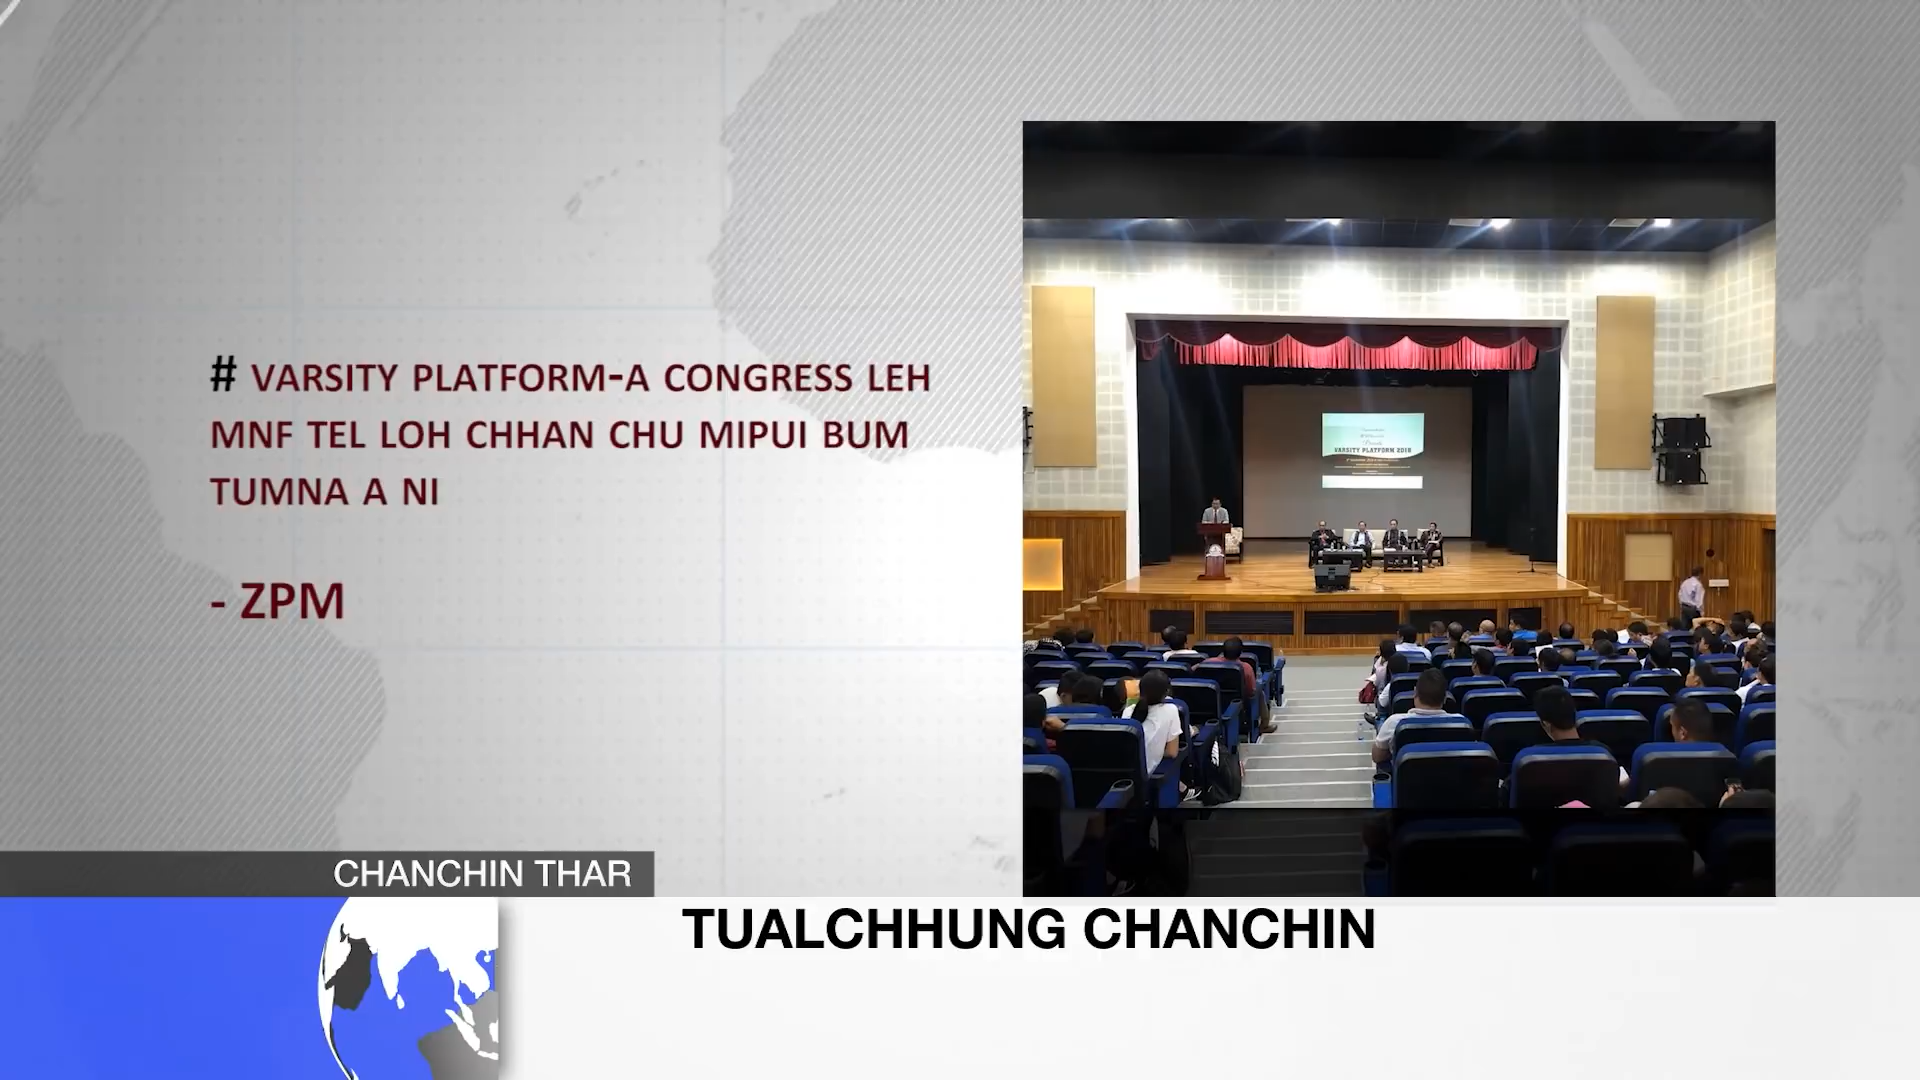 # VARSITY PLATFORM-A CONGRESS LEH
MNF TEL LOH CHHAN CHU MIPUI BUM
TUMNA A NI
- ZPM
VARSITY PLATFORM 2018
CHANCHIN THAR
TUALCHHUNG CHANCHIN